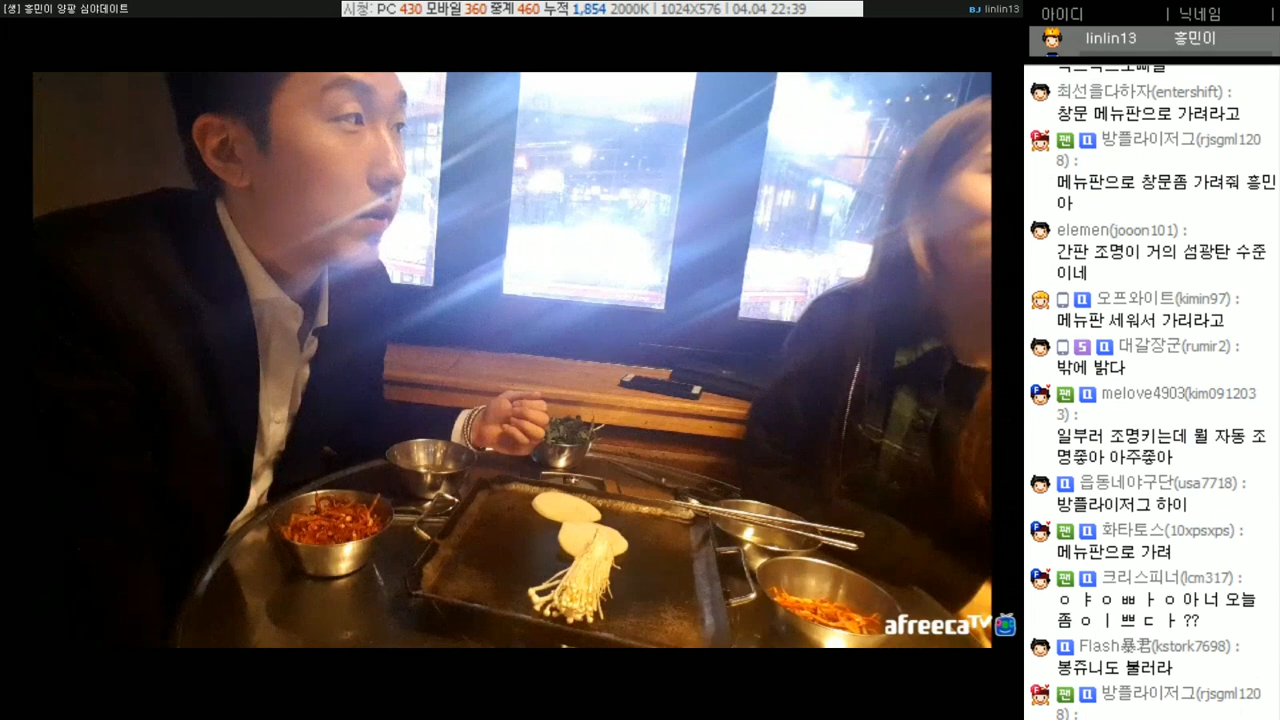 [생] 홍민이 양팡 심야데이트
시청: PC 430 모바일 360 중계 460 누적 1,854 2000K | 1024X576 | 04.04 22:39
BJ linlin13
아이디 | 닉네임 |
linlin13 홍민이
최선을다하자(entershift) :
창문 메뉴판으로 가려라고
팬 방플라이저그(rjsgml120
8) :
메뉴판으로 창문좀 가려줘 흥민
아
elemen(jooon101) :
간판 조명이 거의 섬광탄 수준
이네
오프와이트(kimin97) :
메뉴판 세워서 가리라고
S 대갈장군(rumir2) :
밖에 밝다
팬 melove4903(kim091203
3) :
일부러 조명키는데 뭘 자동 조
명좋아 아주좋아
읍동네야구단(usa7718) :
방플라이저그 하이
팬 화타토스(10xpsxps) :
메뉴판으로 가려
팬 크리스피너(lcm317) :
ㅇ ㅑ ㅇ ㅃ ㅏ ㅇ 아 너 오늘
좀 ㅇ ㅣ 쁘 ㄷ ㅏ ??
Flash暴君(kstork7698) :
봉쥬니도 불러라
팬 방플라이저그(rjsgml120
8) :
afreecaTV